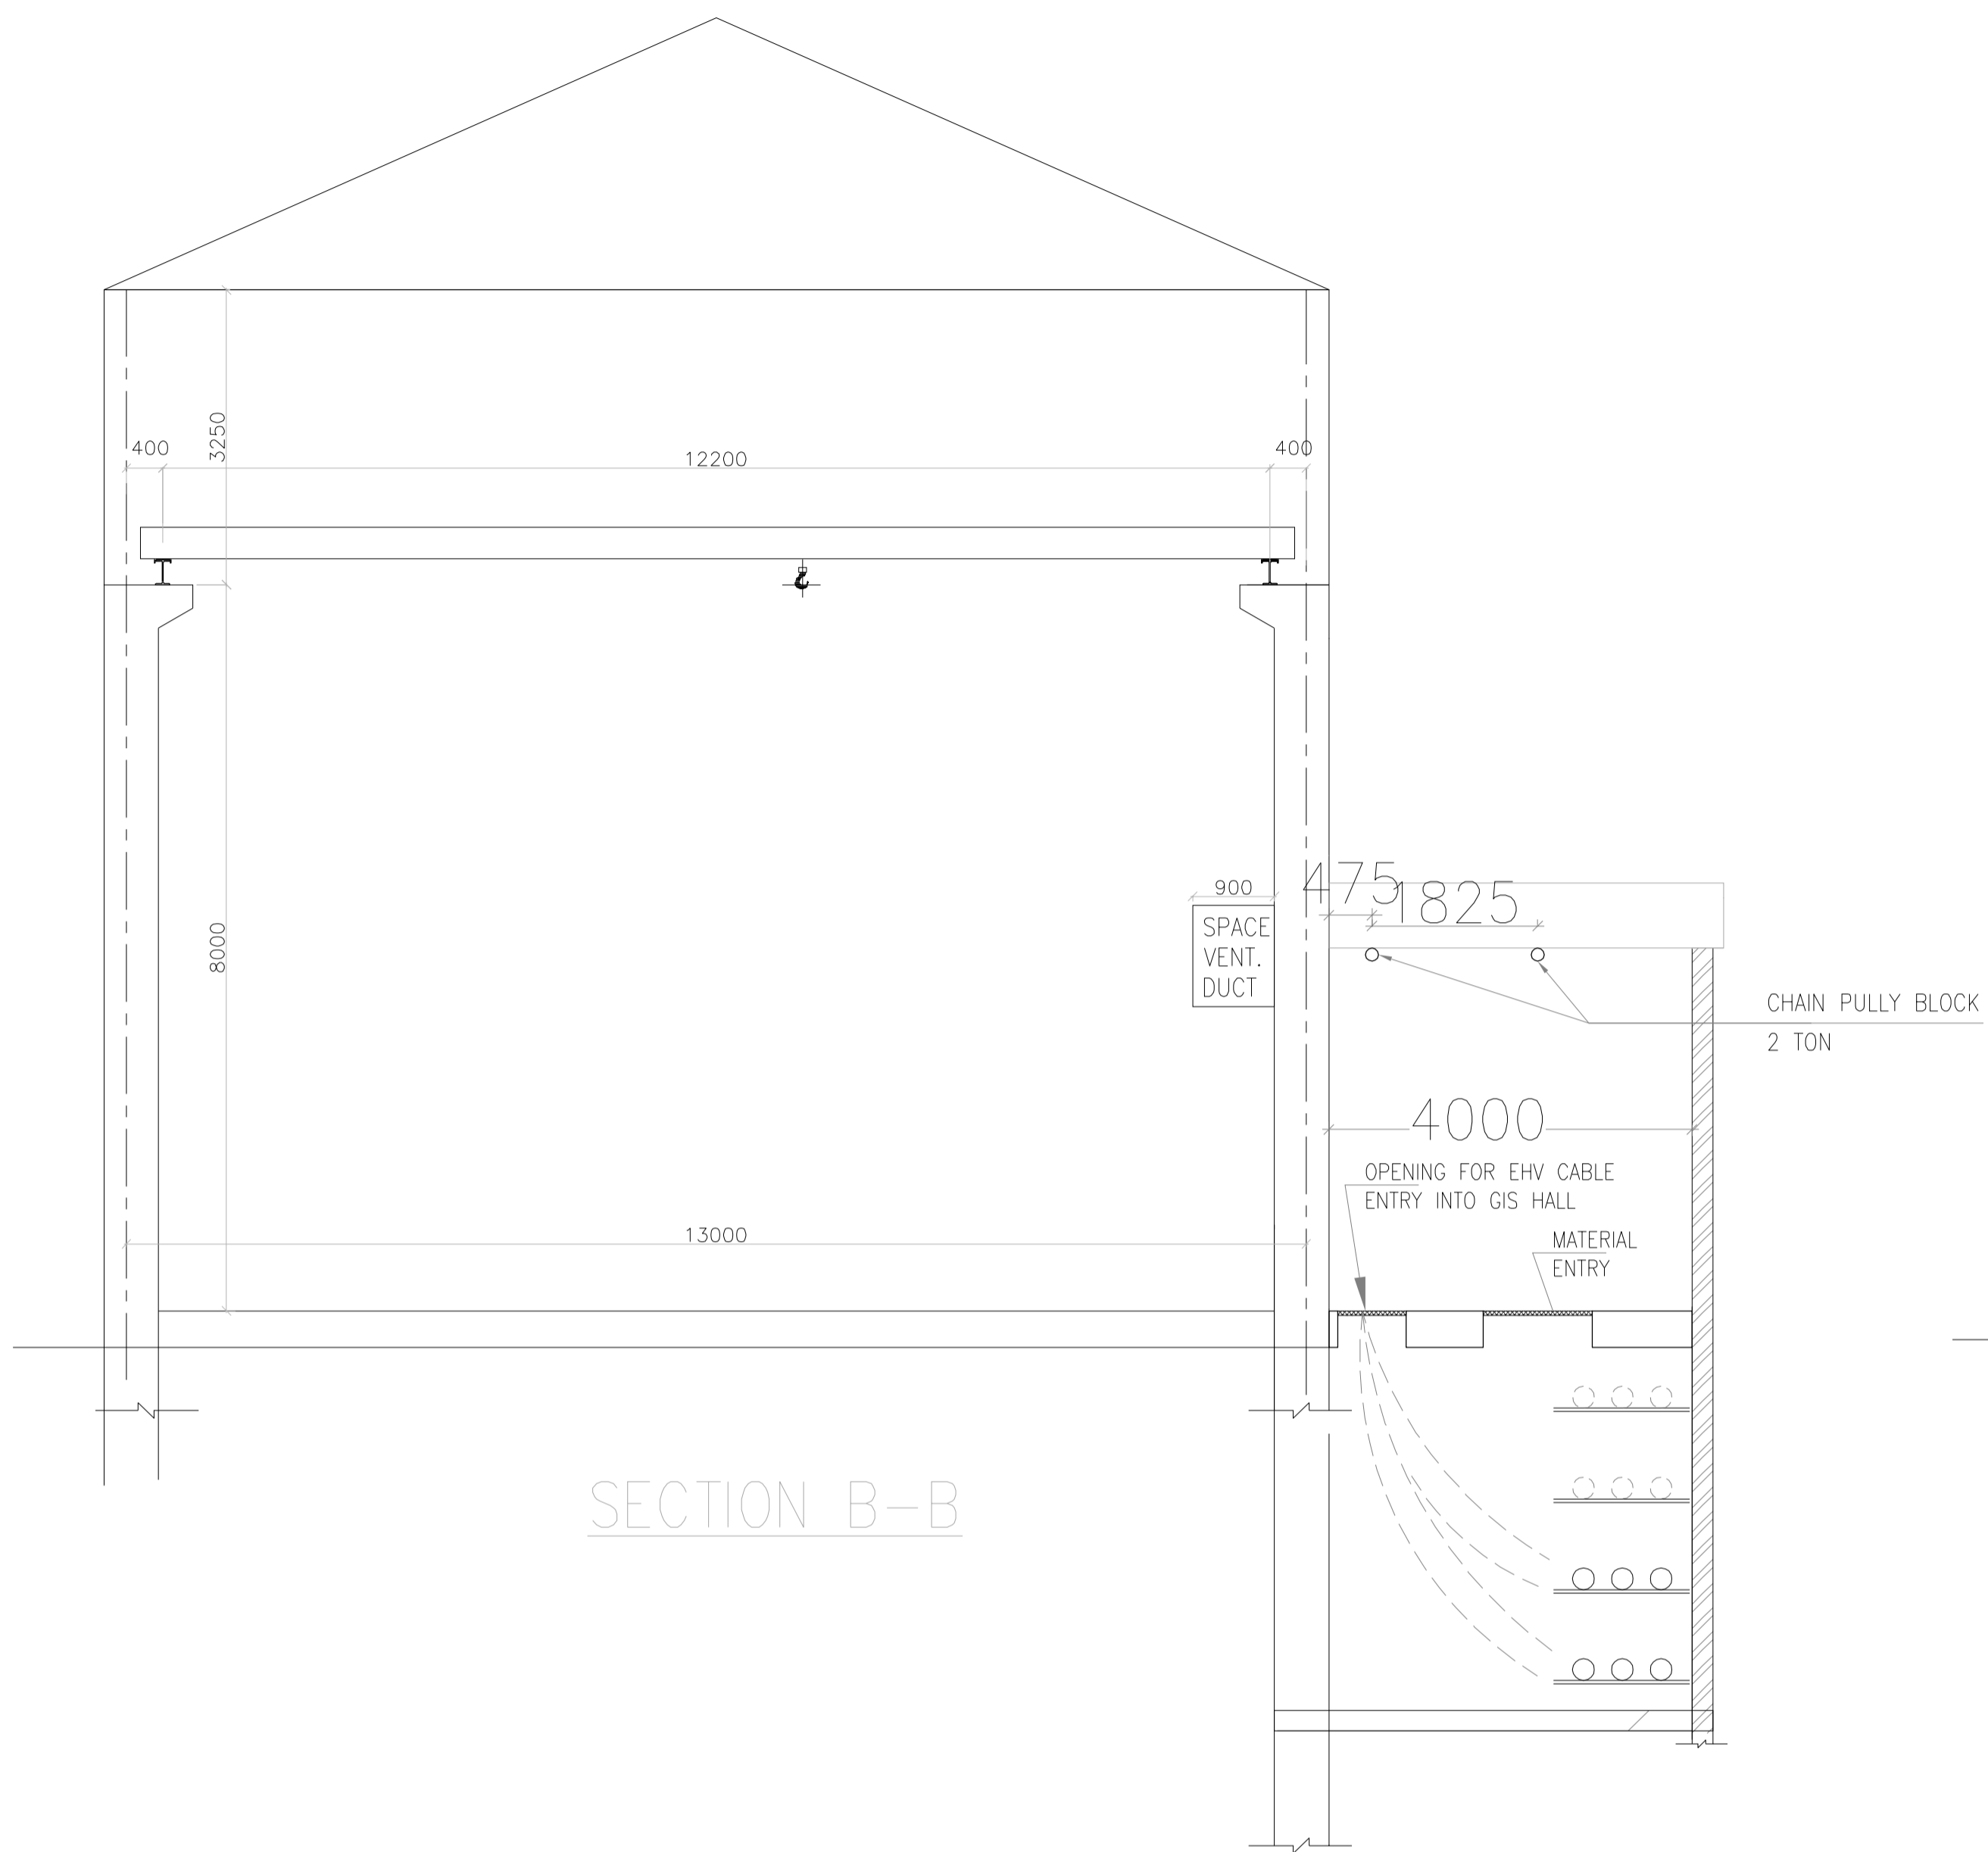 3250
400
12200
400
8000
900
475
1825
SPACE
VENT.
DUCT
CHAIN PULLY BLOCK
2 TON
4000
OPENING FOR EHV CABLE
ENTRY INTO GIS HALL
13000
MATERIAL
ENTRY
SECTION B-B